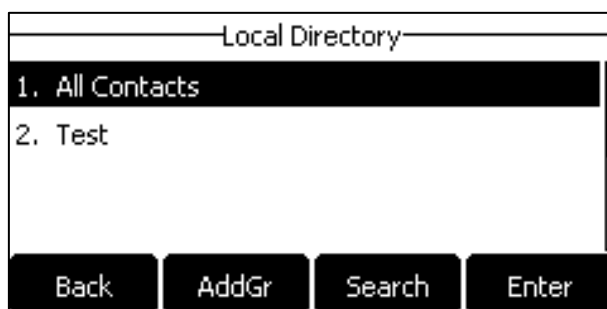 Local Directory
1. All Contacts
2. Test
Back AddGr Search Enter